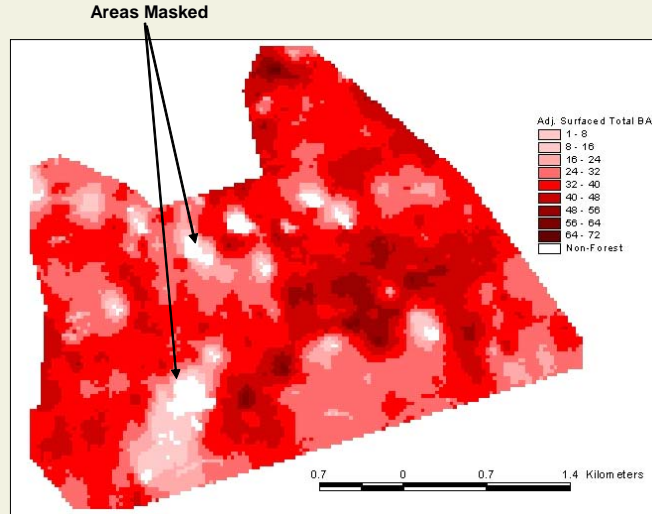 Areas Masked
Adj. Surfaced Total BA
1 - 8
8 - 16
16 - 24
24 - 32
32 - 40
40 - 48
48 - 56
56 - 64
64 - 72
Non-Forest
0.7 0 0.7 1.4 Kilometers